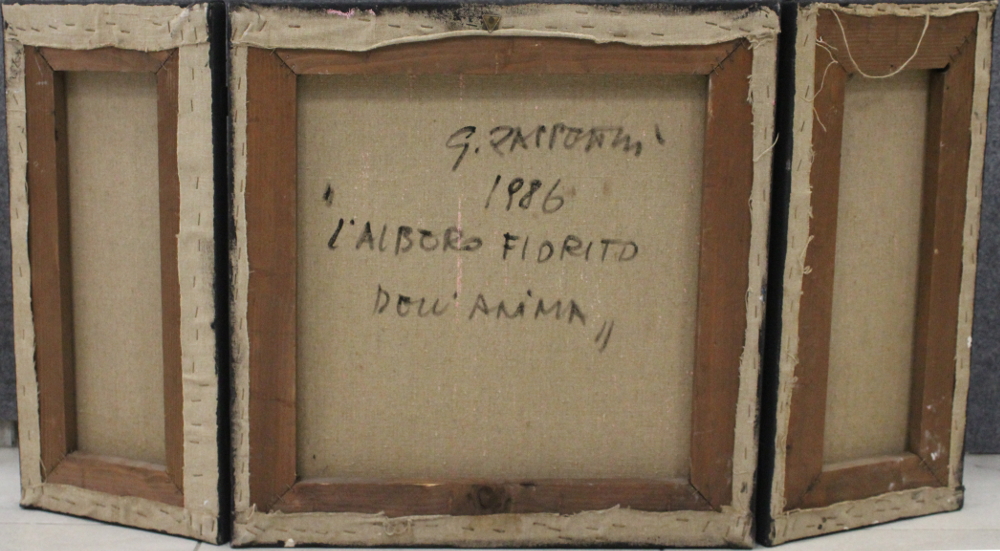 G.
1986
"L'ALBERO FIORITO
DELL'ANIMA"